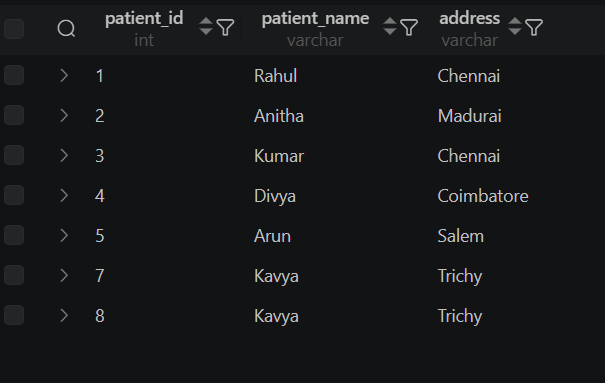 patient_id patient_name address
int varchar varchar
1 Rahul Chennai
2 Anitha Madurai
3 Kumar Chennai
4 Divya Coimbatore
5 Arun Salem
7 Kavya Trichy
8 Kavya Trichy